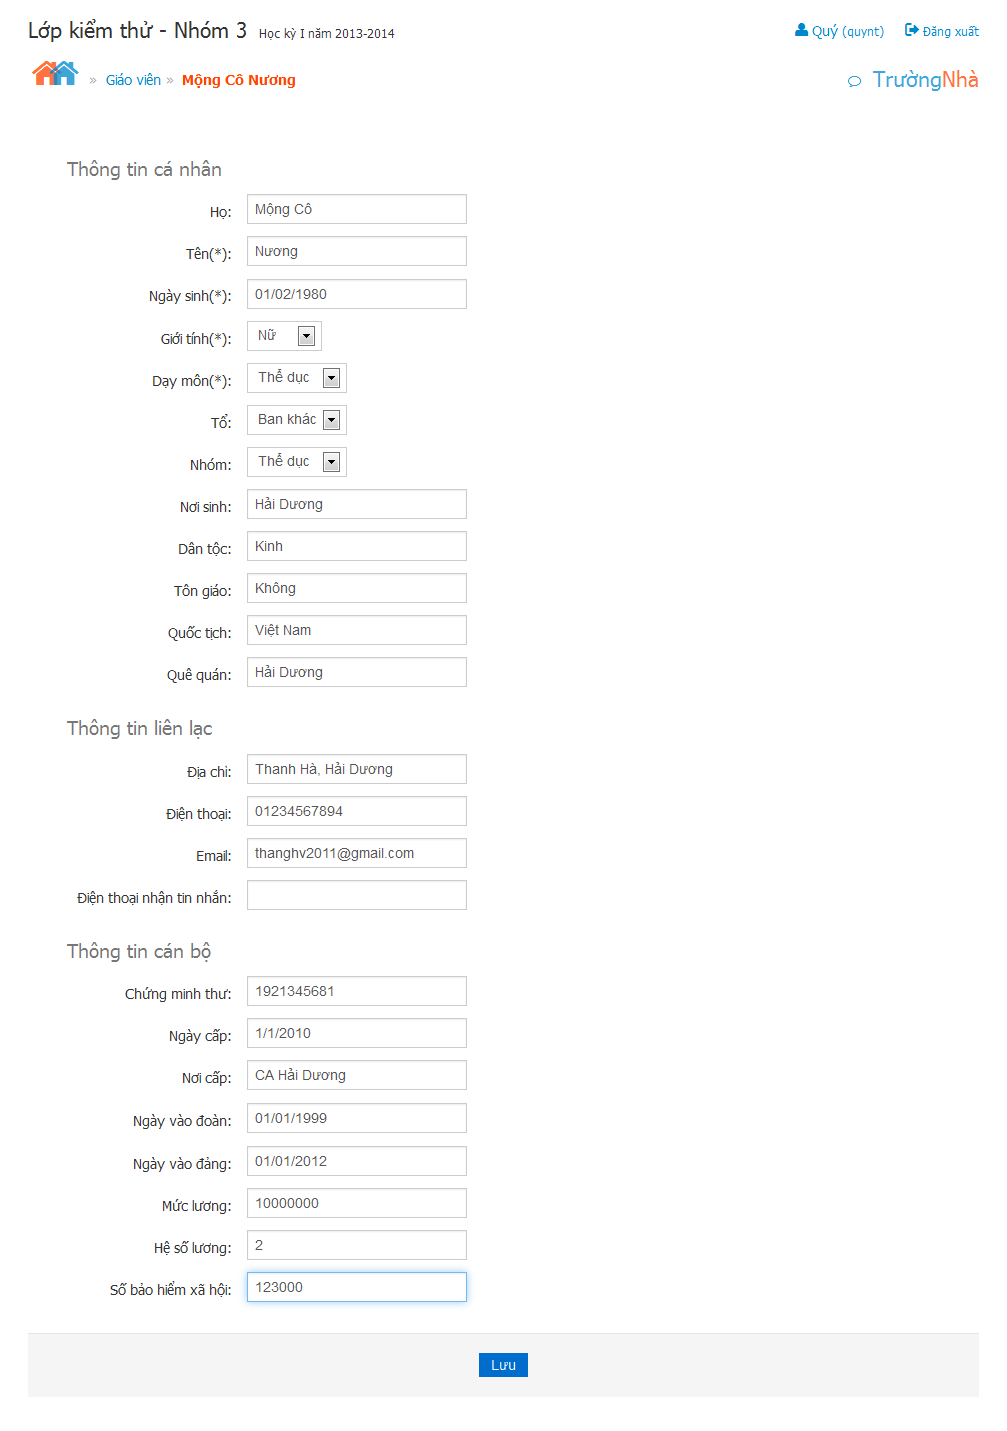 Lớp kiểm thử - Nhóm 3 Học kỳ I năm 2013-2014 Quý (quynt) Đăng xuất
» Giáo viên » Mộng Cô Nương TrườngNhà
Thông tin cá nhân
Họ: Mộng Cô
Tên(*): Nương
Ngày sinh(*): 01/02/1980
Giới tính(*): Nữ
Dạy môn(*): Thể dục
Tổ: Ban khác
Nhóm: Thể dục
Nơi sinh: Hải Dương
Dân tộc: Kinh
Tôn giáo: Không
Quốc tịch: Việt Nam
Quê quán: Hải Dương
Thông tin liên lạc
Địa chỉ: Thanh Hà, Hải Dương
Điện thoại: 01234567894
Email: thanghv2011@gmail.com
Điện thoại nhận tin nhắn:
Thông tin cán bộ
Chứng minh thư: 1921345681
Ngày cấp: 1/1/2010
Nơi cấp: CA Hải Dương
Ngày vào đoàn: 01/01/1999
Ngày vào đảng: 01/01/2012
Mức lương: 10000000
Hệ số lương: 2
Số bảo hiểm xã hội: 123000
Lưu